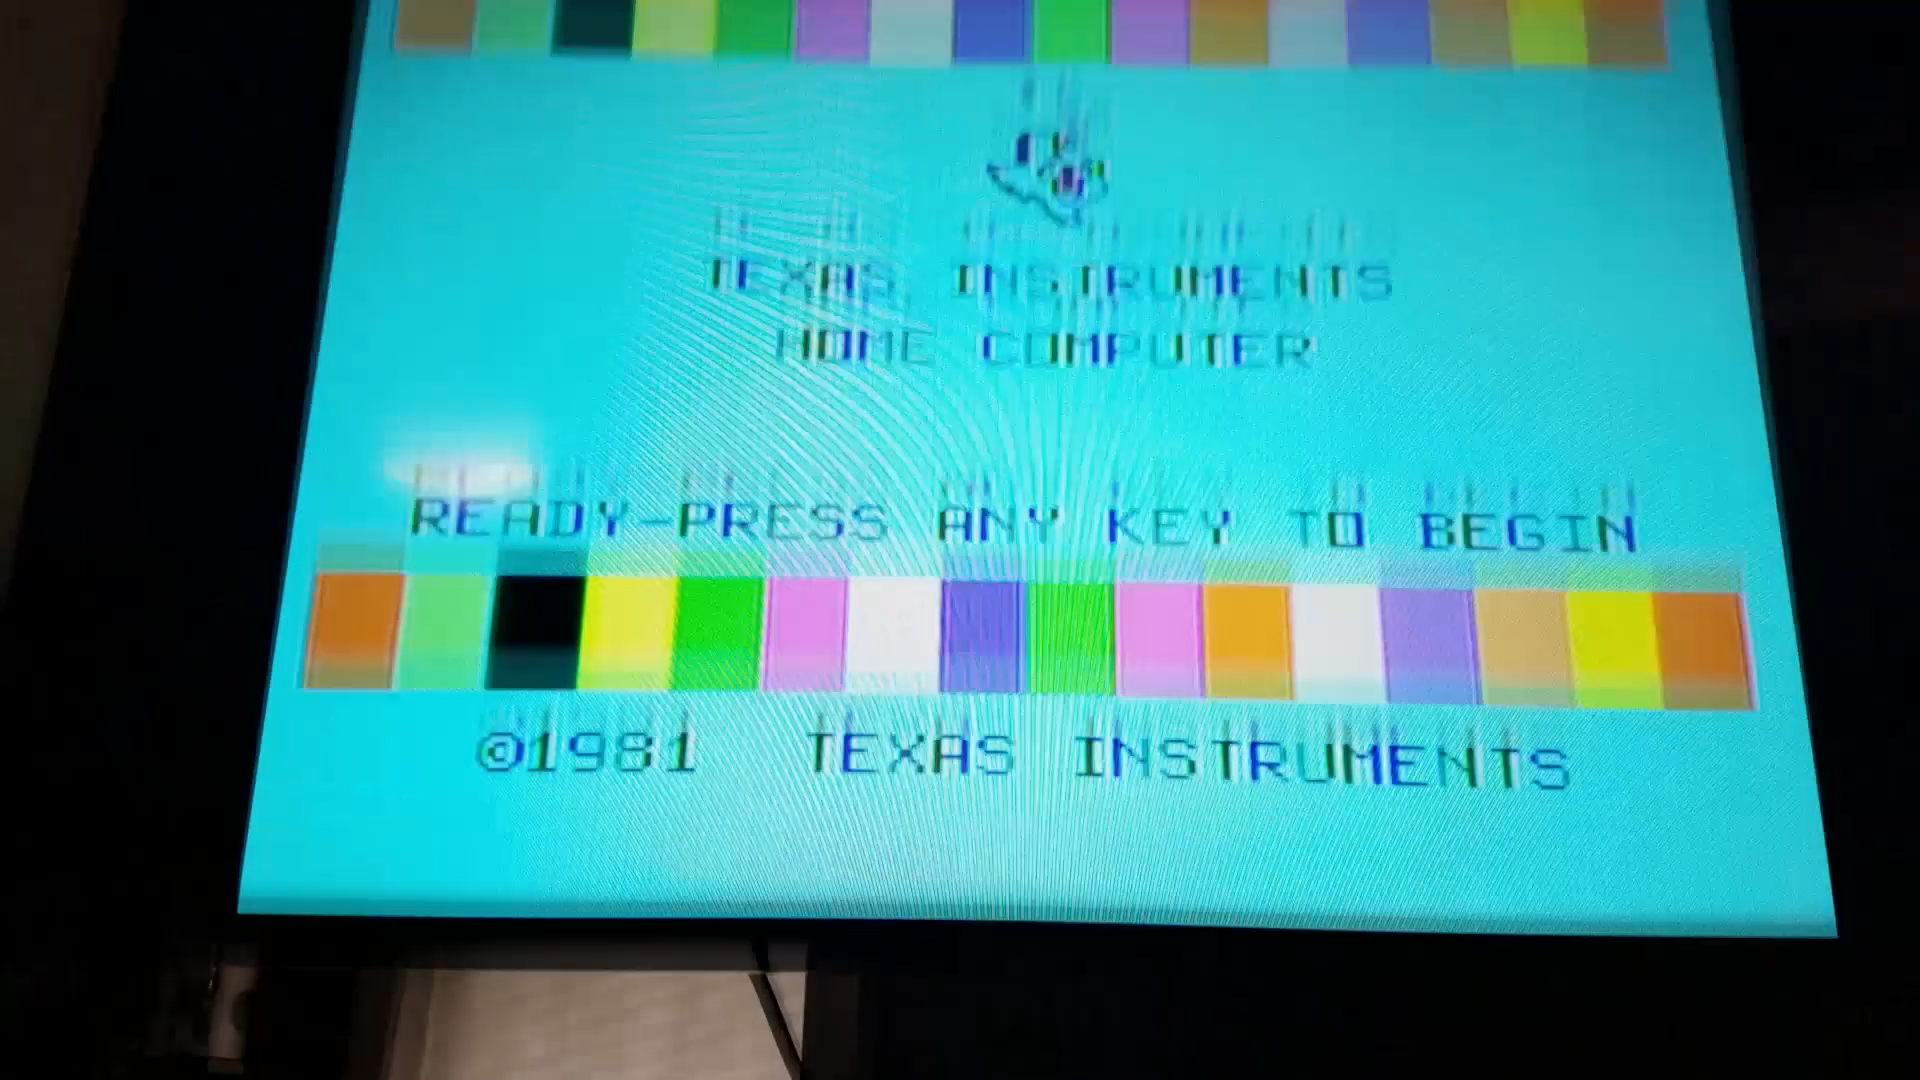 TEXAS INSTRUMENTS
HOME COMPUTER
READY-PRESS ANY KEY TO BEGIN
©1981 TEXAS INSTRUMENTS